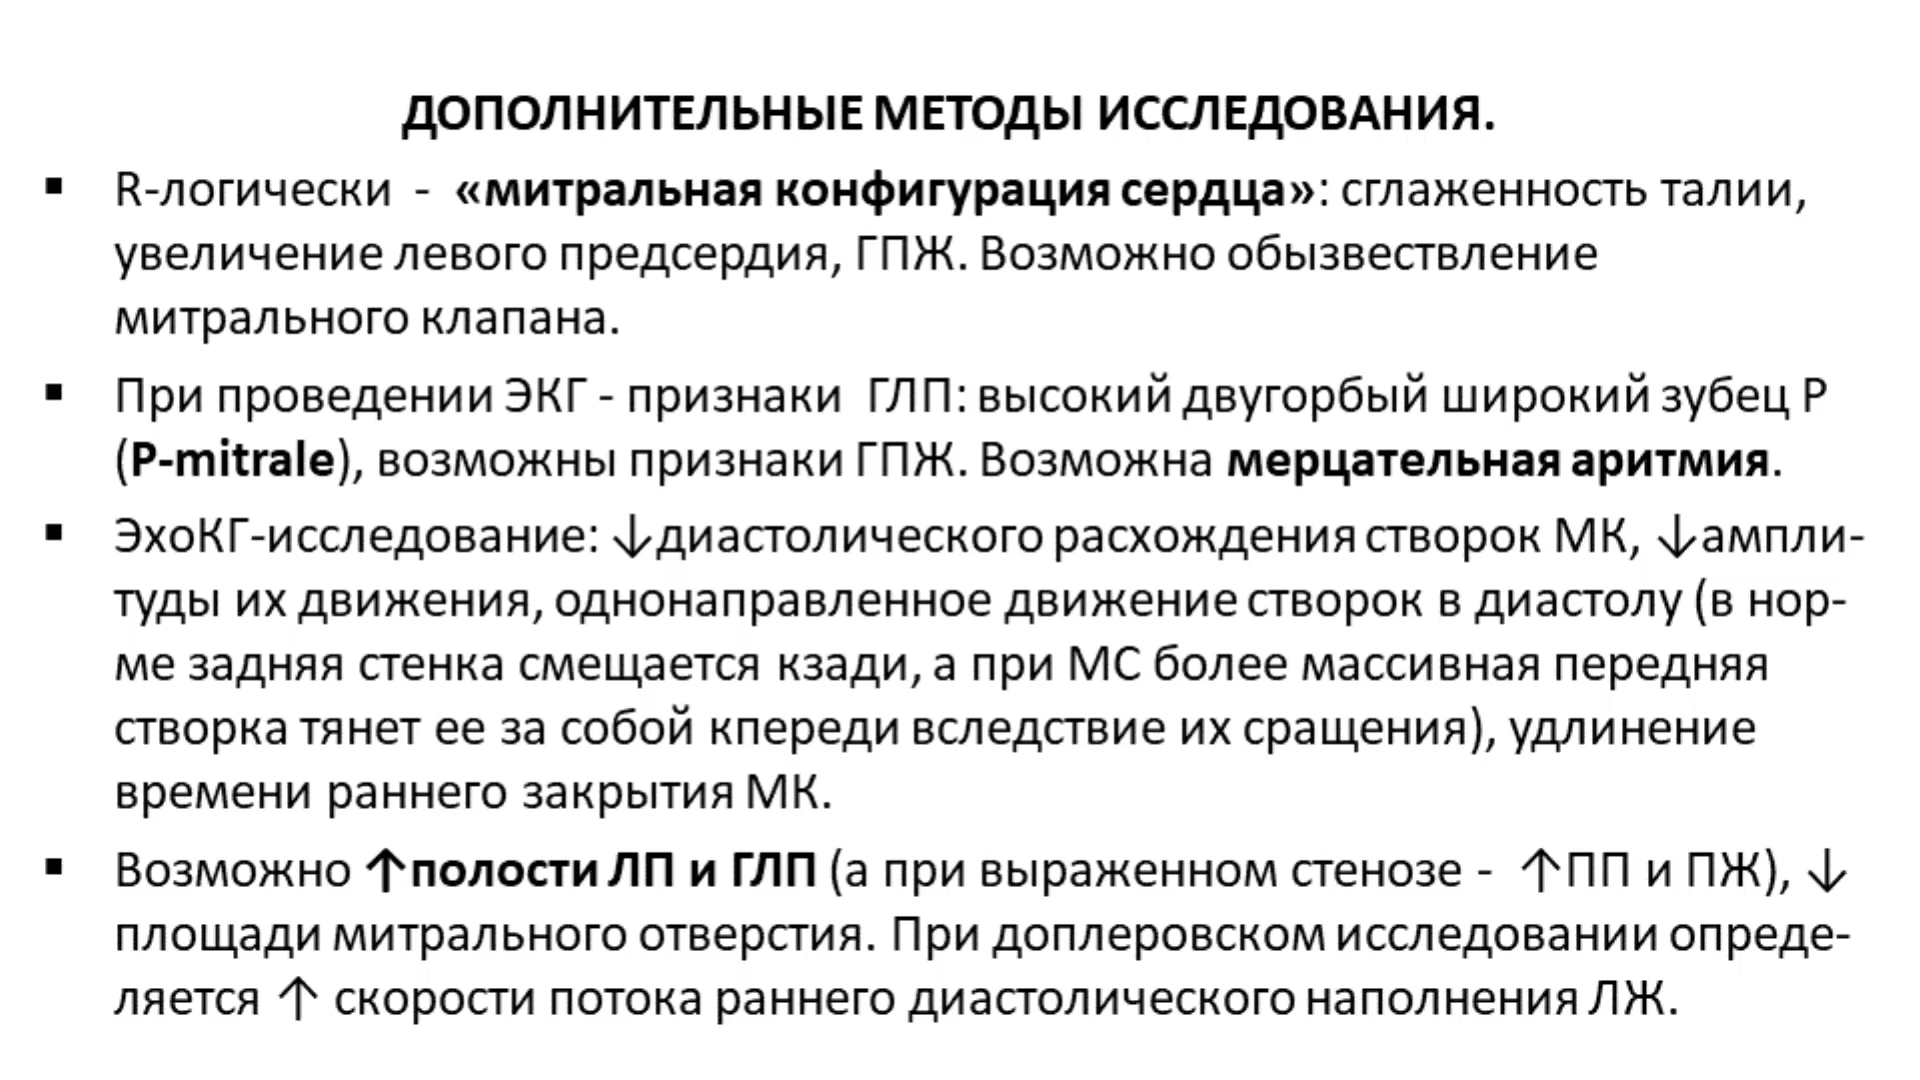 ДОПОЛНИТЕЛЬНЫЕ МЕТОДЫ ИССЛЕДОВАНИЯ.
▪ R-логически - «митральная конфигурация сердца»: сглаженность талии,
увеличение левого предсердия, ГПЖ. Возможно обызвествление
митрального клапана.
▪ При проведении ЭКГ - признаки ГЛП: высокий двугорбый широкий зубец Р
(P-mitrale), возможны признаки ГПЖ. Возможна мерцательная аритмия.
▪ ЭхоКГ-исследование: ↓диастолического расхождения створок МК, ↓ампли-
туды их движения, однонаправленное движение створок в диастолу (в нор-
ме задняя стенка смещается кзади, а при МС более массивная передняя
створка тянет ее за собой кпереди вследствие их сращения), удлинение
времени раннего закрытия МК.
▪ Возможно ↑полости ЛП и ГЛП (а при выраженном стенозе - ↑ПП и ПЖ), ↓
площади митрального отверстия. При доплеровском исследовании опреде-
ляется ↑ скорости потока раннего диастолического наполнения ЛЖ.